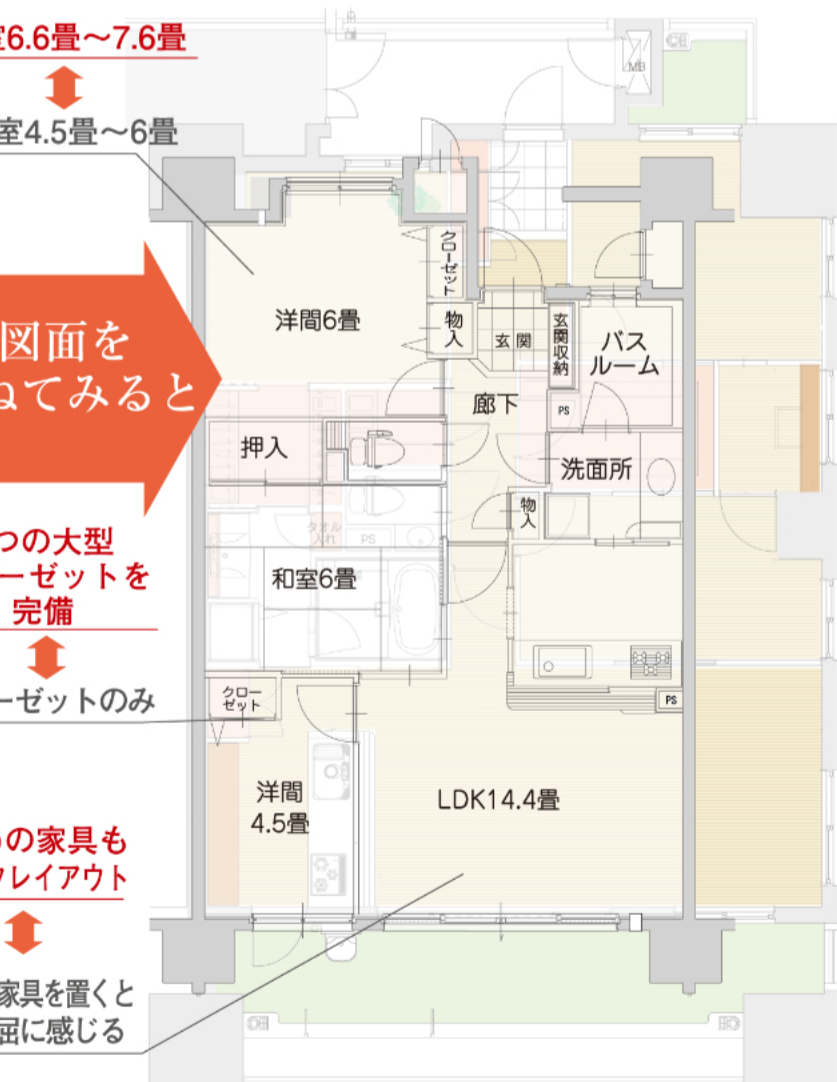 室6.6畳〜7.6畳
室4.5畳〜6畳
MB
クローゼット
洋間6畳
物入
玄関
玄関収納
バス
ルーム
図面を
ねてみると
廊下
PS
押入
洗面所
物入
タオル
入れ
PS
つの大型
ーゼットを
完備
和室6畳
ーゼットのみ
クロー
ゼット
PS
洋間
4.5畳
LDK14.4畳
の家具も
レイアウト
家具を置くと
屈に感じる